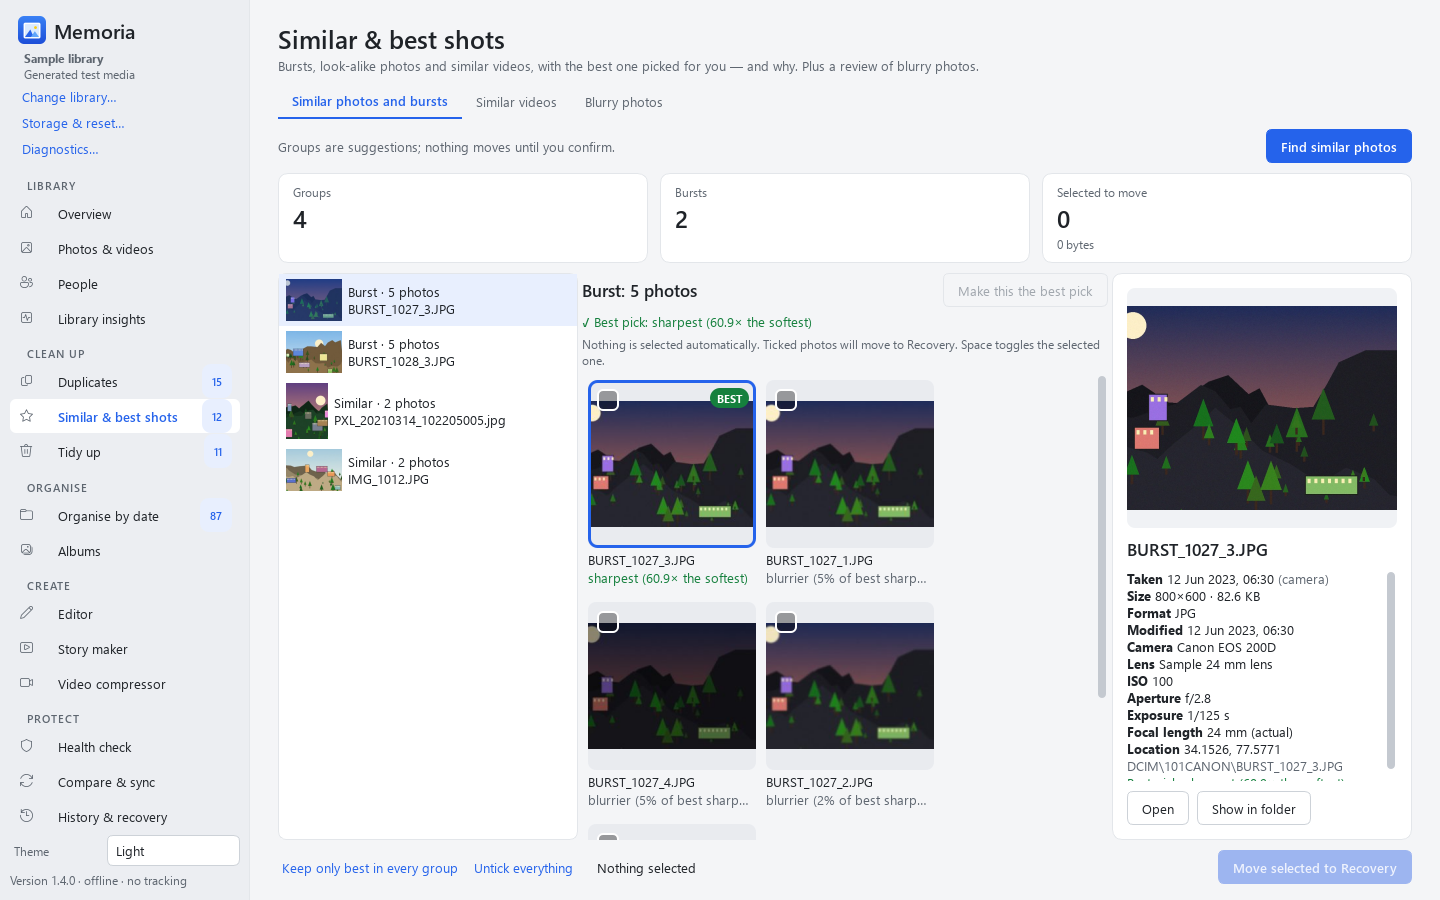 Memoria
Sample library
Generated test media
Change library...
Storage & reset...
Diagnostics...
LIBRARY
Overview
Photos & videos
People
Library insights
CLEAN UP
Duplicates 15
Similar & best shots 12
Tidy up 11
ORGANISE
Organise by date 87
Albums
CREATE
Editor
Story maker
Video compressor
PROTECT
Health check
Compare & sync
History & recovery
Theme Light
Version 1.4.0 · offline · no tracking
Similar & best shots
Bursts, look-alike photos and similar videos, with the best one picked for you — and why. Plus a review of blurry photos.
Similar photos and bursts Similar videos Blurry photos
Groups are suggestions; nothing moves until you confirm.
Find similar photos
Groups
4
Bursts
2
Selected to move
0
0 bytes
Burst · 5 photos
BURST_1027_3.JPG
Burst · 5 photos
BURST_1028_3.JPG
Similar · 2 photos
PXL_20210314_102205005.jpg
Similar · 2 photos
IMG_1012.JPG
Burst: 5 photos
Make this the best pick
✓ Best pick: sharpest (60.9× the softest)
Nothing is selected automatically. Ticked photos will move to Recovery. Space toggles the selected
one.
BEST
BURST_1027_3.JPG
sharpest (60.9× the softest)
BURST_1027_1.JPG
blurrier (5% of best sharp...
BURST_1027_4.JPG
blurrier (5% of best sharp...
BURST_1027_2.JPG
blurrier (2% of best sharp...
BURST_1027_3.JPG
Taken 12 Jun 2023, 06:30 (camera)
Size 800×600 · 82.6 KB
Format JPG
Modified 12 Jun 2023, 06:30
Camera Canon EOS 200D
Lens Sample 24 mm lens
ISO 100
Aperture f/2.8
Exposure 1/125 s
Focal length 24 mm (actual)
Location 34.1526, 77.5771
DCIM\101CANON\BURST_1027_3.JPG
Open
Show in folder
Keep only best in every group
Untick everything
Nothing selected
Move selected to Recovery